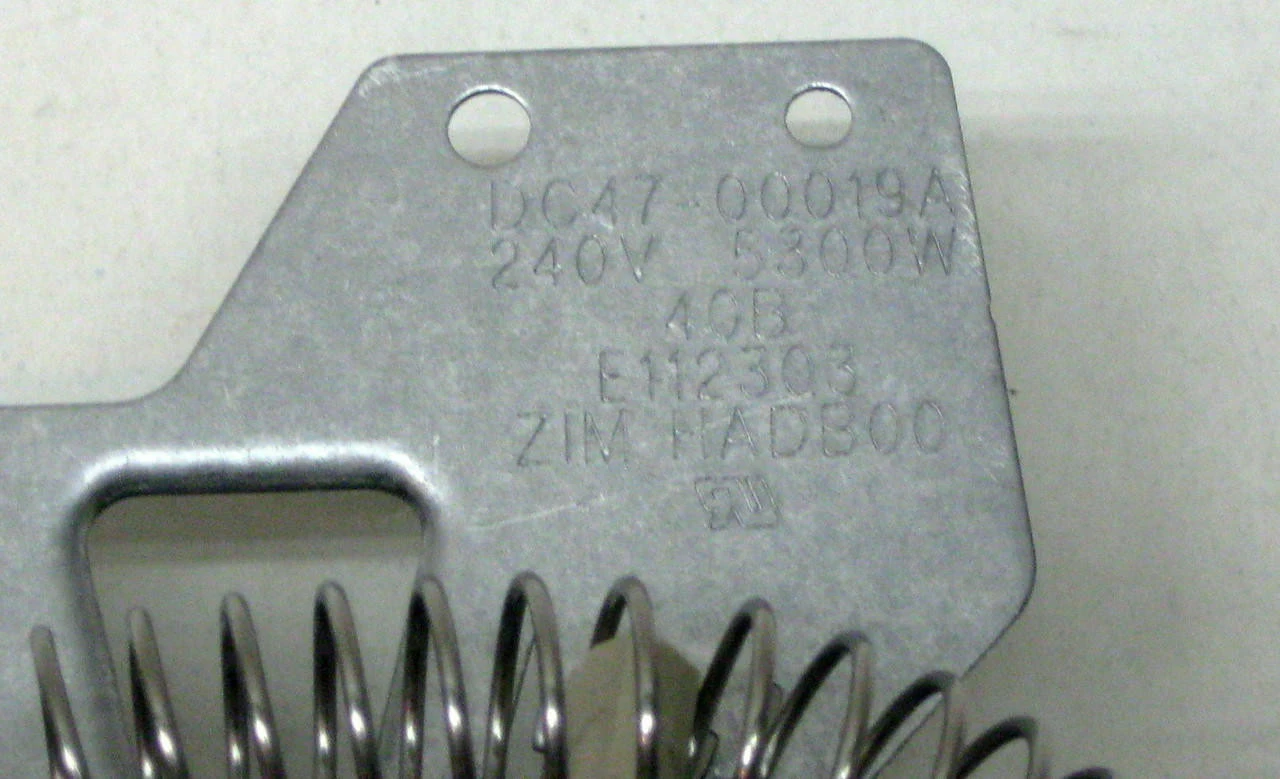 DC47-00019A
240V 5300W
40B
E112303
ZIM HADB00